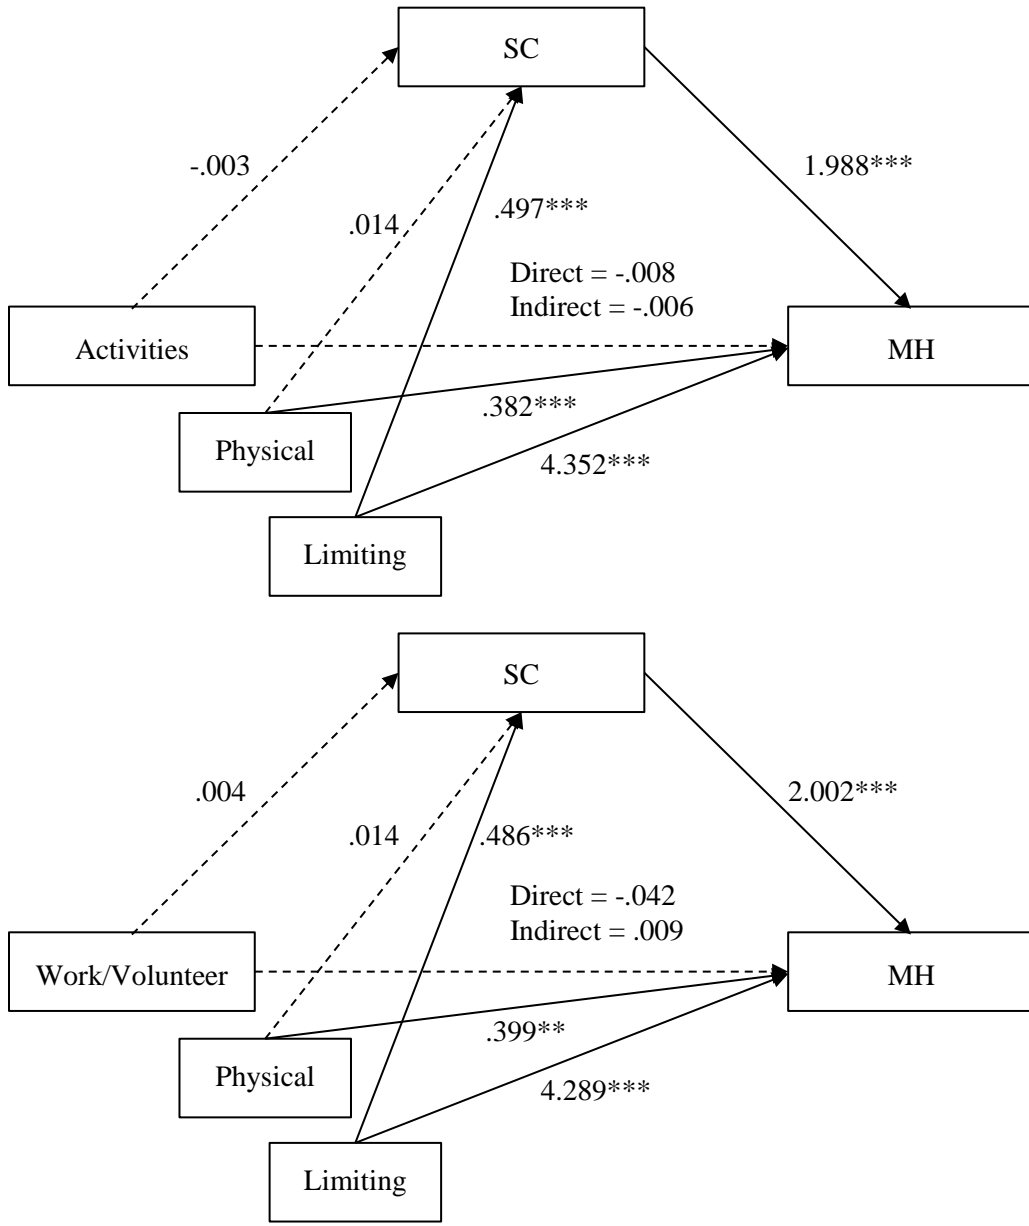 SC
-.003
1.988***
.497***
.014
Direct = -.008
Indirect = -.006
Activities
MH
.382***
Physical
4.352***
Limiting
SC
.004
2.002***
.014
.486***
Direct = -.042
Indirect = .009
Work/Volunteer
MH
.399**
Physical
4.289***
Limiting